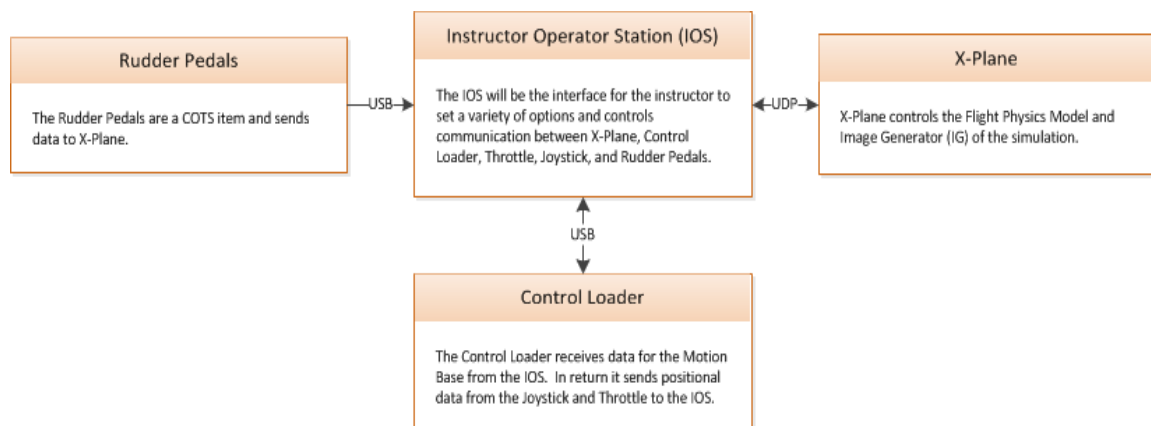 Rudder Pedals
The Rudder Pedals are a COTS item and sends
data to X-Plane.
USB
Instructor Operator Station (IOS)
The IOS will be the interface for the instructor to
set a variety of options and controls
communication between X-Plane, Control
Loader, Throttle, Joystick, and Rudder Pedals.
UDP
X-Plane
X-Plane controls the Flight Physics Model and
Image Generator (IG) of the simulation.
USB
Control Loader
The Control Loader receives data for the Motion
Base from the IOS. In return it sends positional
data from the Joystick and Throttle to the IOS.